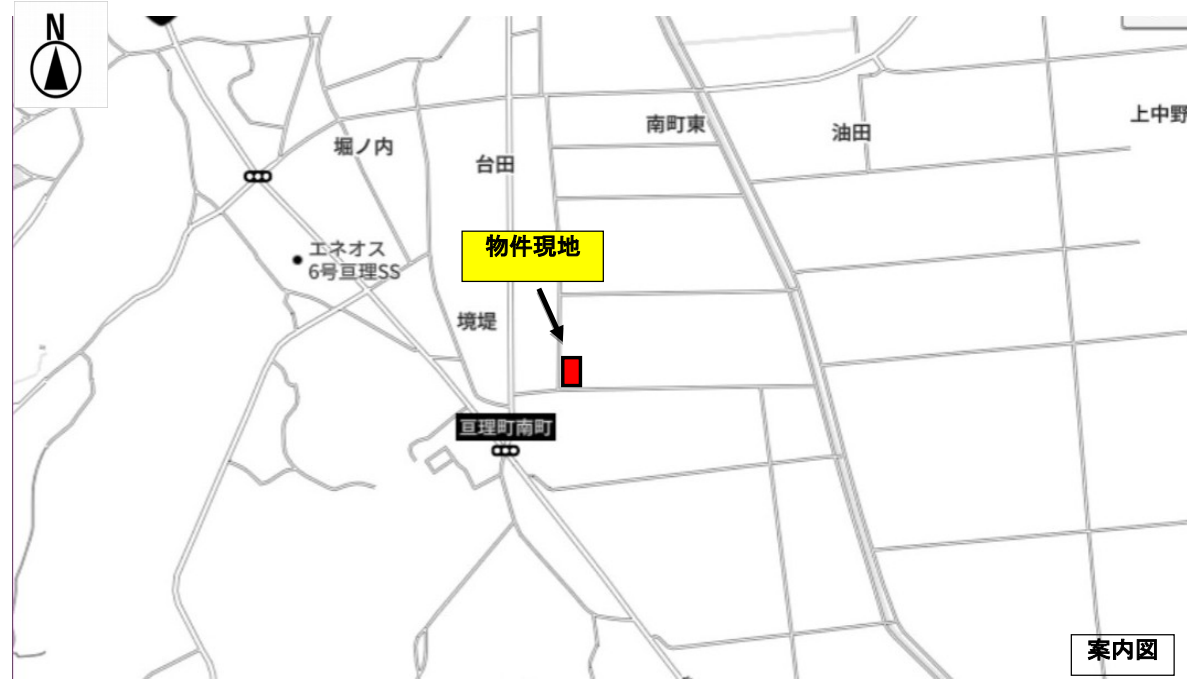 N
上中野
南町東
油田
堀ノ内
台田
物件現地
エネオス
6号亘理SS
境堤
亘理町南町
案内図